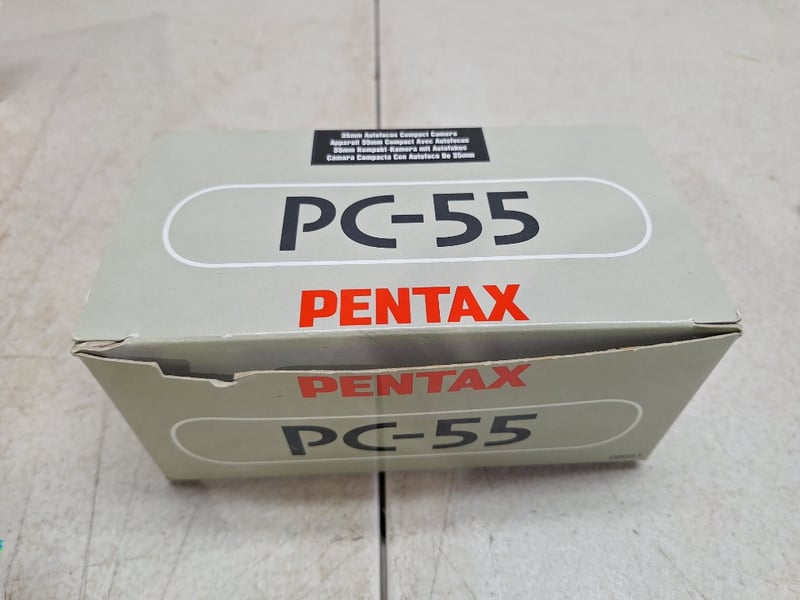 35mm Autofocus Compact Camera
Appareil 35mm Compact Avec Autofocus
35mm Kompakt-Kamera mit Autofokus
Cámara Compacta Con Autofoco De 35mm
PC-55
PENTAX
PENTAX
PC-55